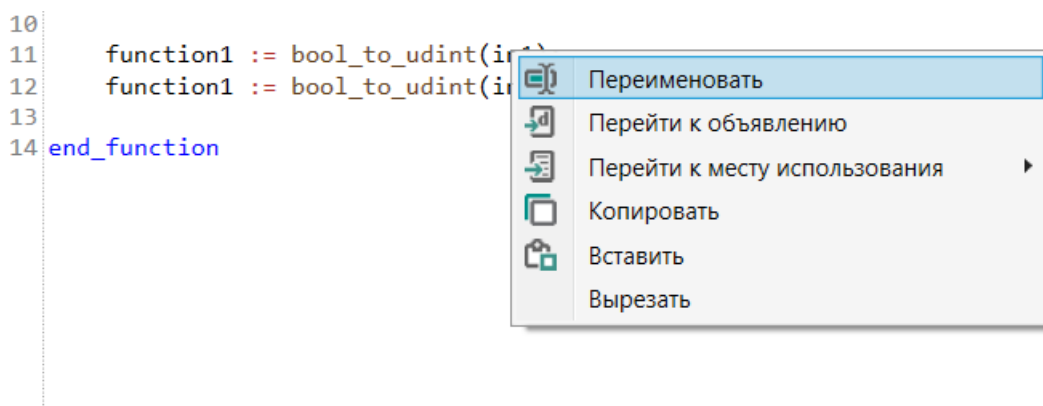 10
11 function1 := bool_to_udint(in1)
12 function1 := bool_to_udint(
13
14 end_function
Переименовать
Перейти к объявлению
Перейти к месту использования
Копировать
Вставить
Вырезать